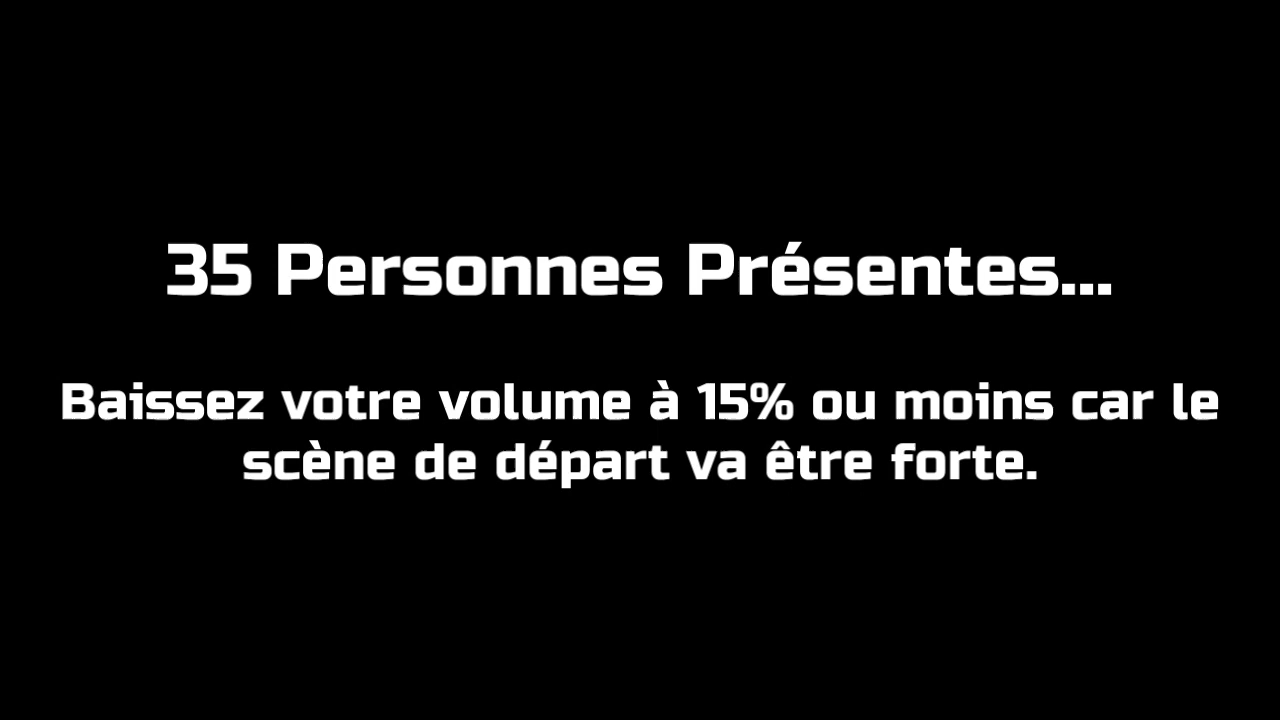 35 Personnes Présentes...
Baissez votre volume à 15% ou moins car le
scène de départ va être forte.